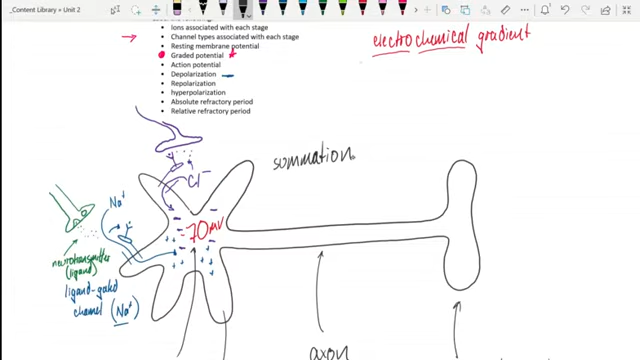 _Content Library + Unit 2
Ions associated with each stage
Channel types associated with each stage
Resting membrane potential
Graded potential
Action potential
Depolarization
Repolarization
hyperpolarization
Absolute refractory period
Relative refractory period
electrochemical gradient
summation
Cl-
Na+
-70mV
neurotransmitter
(ligand)
ligand-gated
channel (Na+)
axon